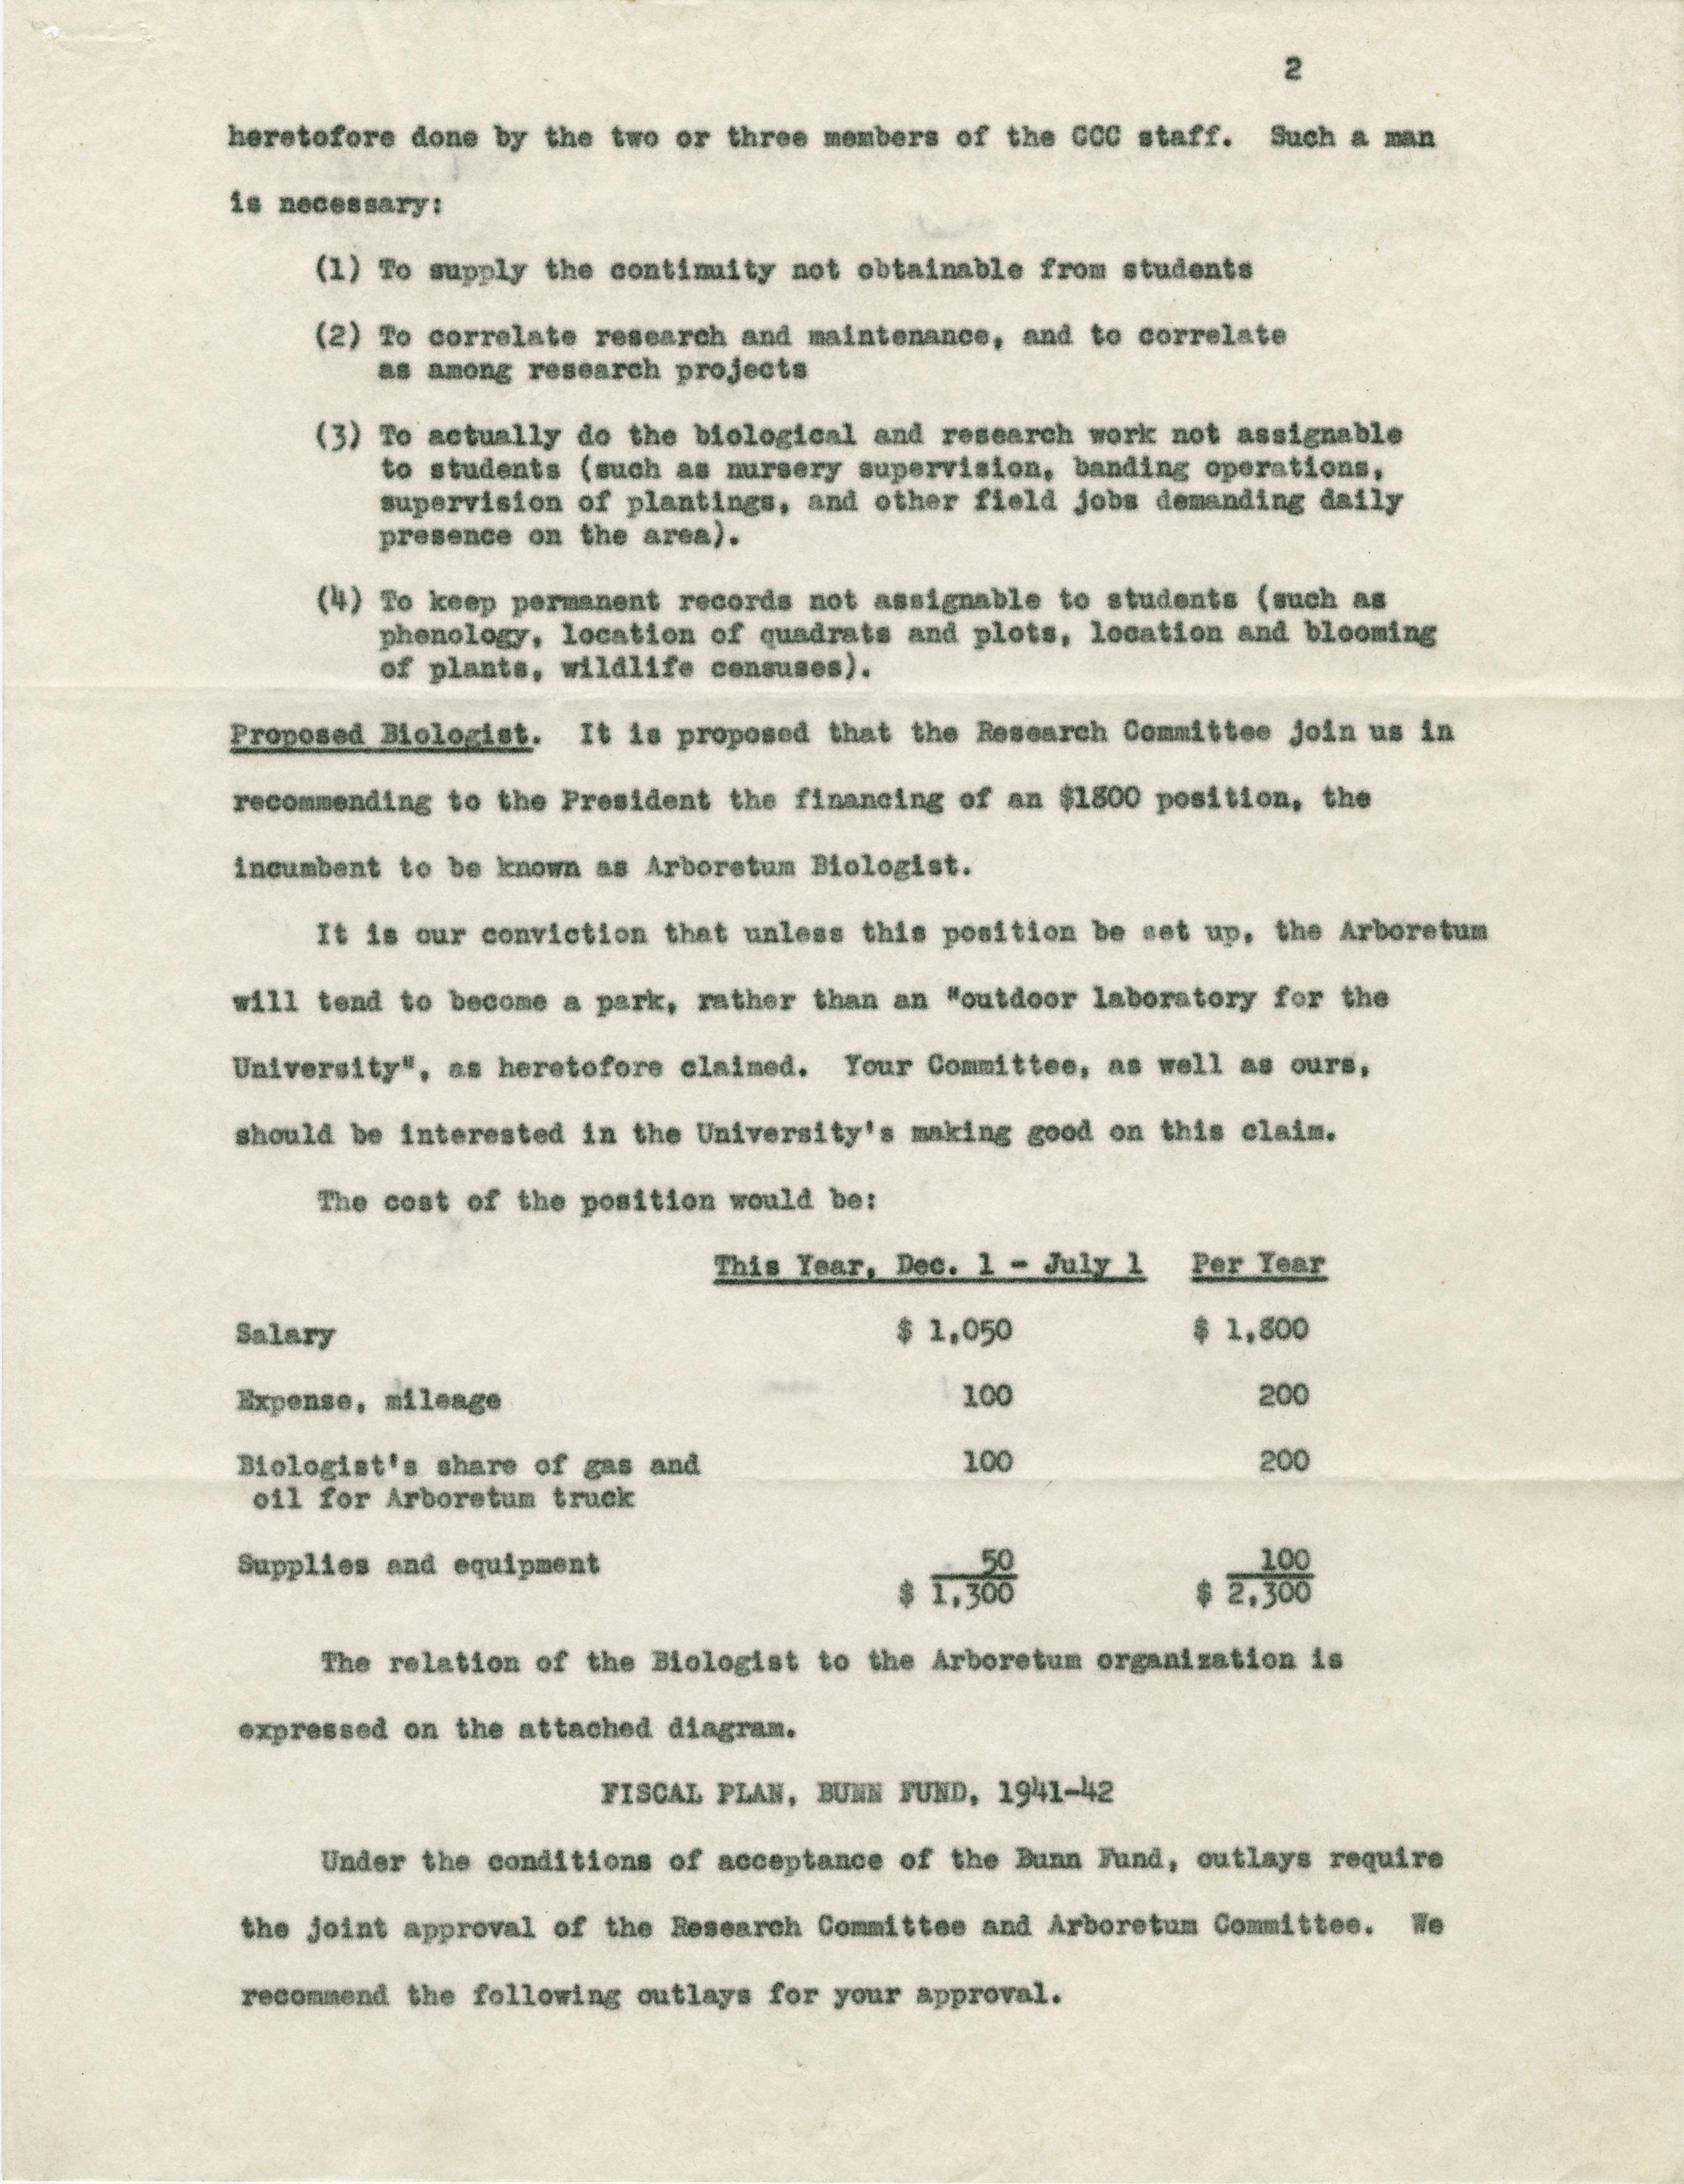 2
heretofore done by the two or three members of the CCC staff. Such a man
is necessary:
(1) To supply the continuity not obtainable from students
(2) To correlate research and maintenance, and to correlate
as among research projects
(3) To actually do the biological and research work not assignable
to students (such as nursery supervision, banding operations,
supervision of plantings, and other field jobs demanding daily
presence on the area).
(4) To keep permanent records not assignable to students (such as
phenology, location of quadrats and plots, location and blooming
of plants, wildlife censuses).
Proposed Biologist. It is proposed that the Research Committee join us in
recommending to the President the financing of an $1800 position, the
incumbent to be known as Arboretum Biologist.
It is our conviction that unless this position be set up, the Arboretum
will tend to become a park, rather than an "outdoor laboratory for the
University", as heretofore claimed. Your Committee, as well as ours,
should be interested in the University's making good on this claim.
The cost of the position would be:
This Year, Dec. 1 - July 1 Per Year
Salary $ 1,050 $ 1,800
Expense, mileage 100 200
Biologist's share of gas and 100 200
oil for Arboretum truck
Supplies and equipment 50 100
$ 1,300 $ 2,300
The relation of the Biologist to the Arboretum organization is
expressed on the attached diagram.
FISCAL PLAN, BUNN FUND, 1941-42
Under the conditions of acceptance of the Bunn Fund, outlays require
the joint approval of the Research Committee and Arboretum Committee. We
recommend the following outlays for your approval.